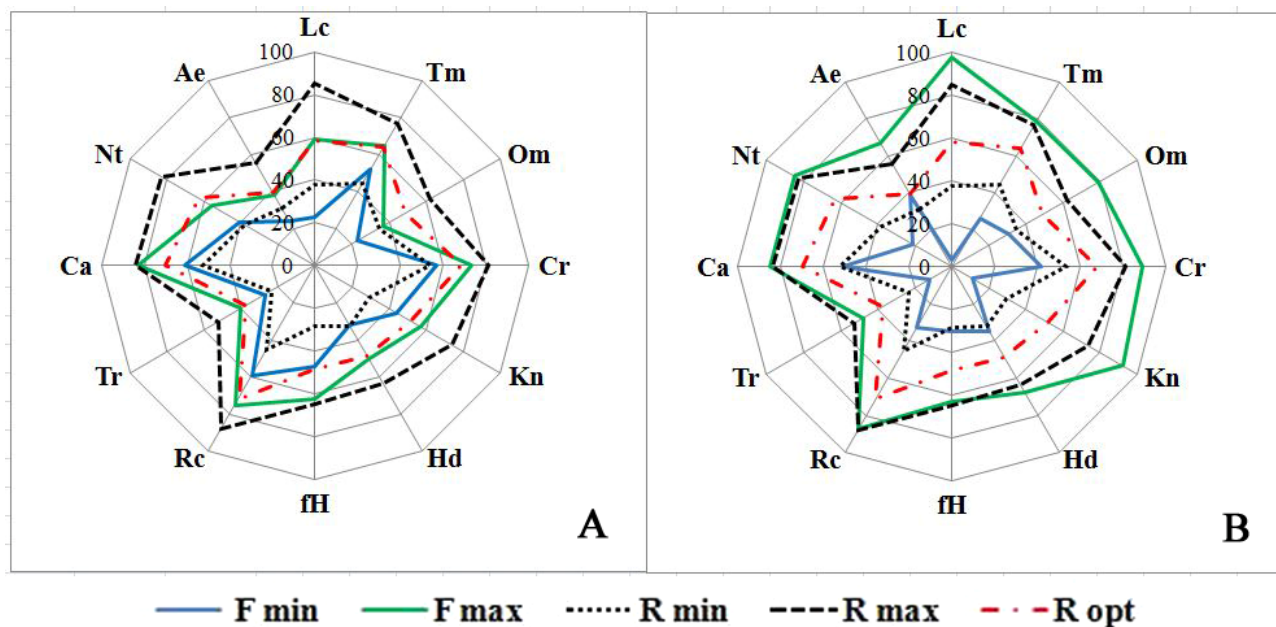 Lc
Ae
Tm
100
80
60
40
20
0
Nt
Om
Ca
Cr
Tr
Kn
Rc
Hd
fH
A
Lc
Ae
Tm
100
80
60
40
20
0
Nt
Om
Ca
Cr
Tr
Kn
Rc
Hd
fH
B
F min F max R min R max R opt